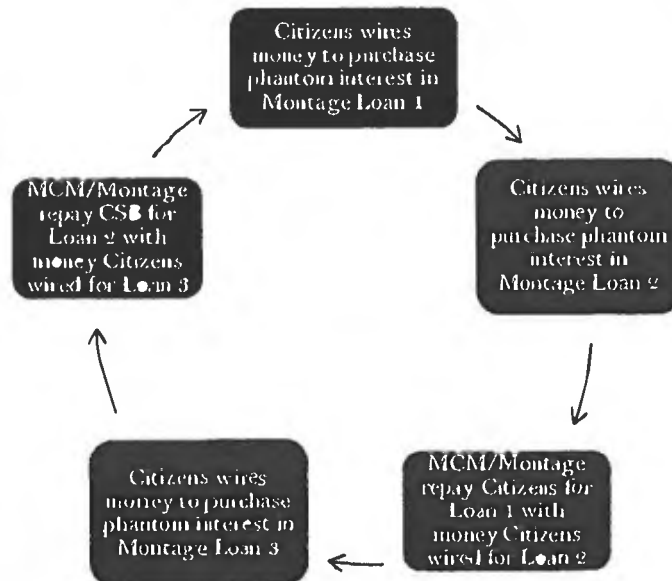 Citizens wires
money to purchase
phantom interest in
Montage Loan 1
Citizens wires
money to
purchase phantom
interest in
Montage Loan 2
MCM/Montage
repay Citizens for
Loan 1 with
money Citizens
wired for Loan 2
Citizens wires
money to purchase
phantom interest in
Montage Loan 3
MCM/Montage
repay CSB for
Loan 2 with
money Citizens
wired for Loan 3